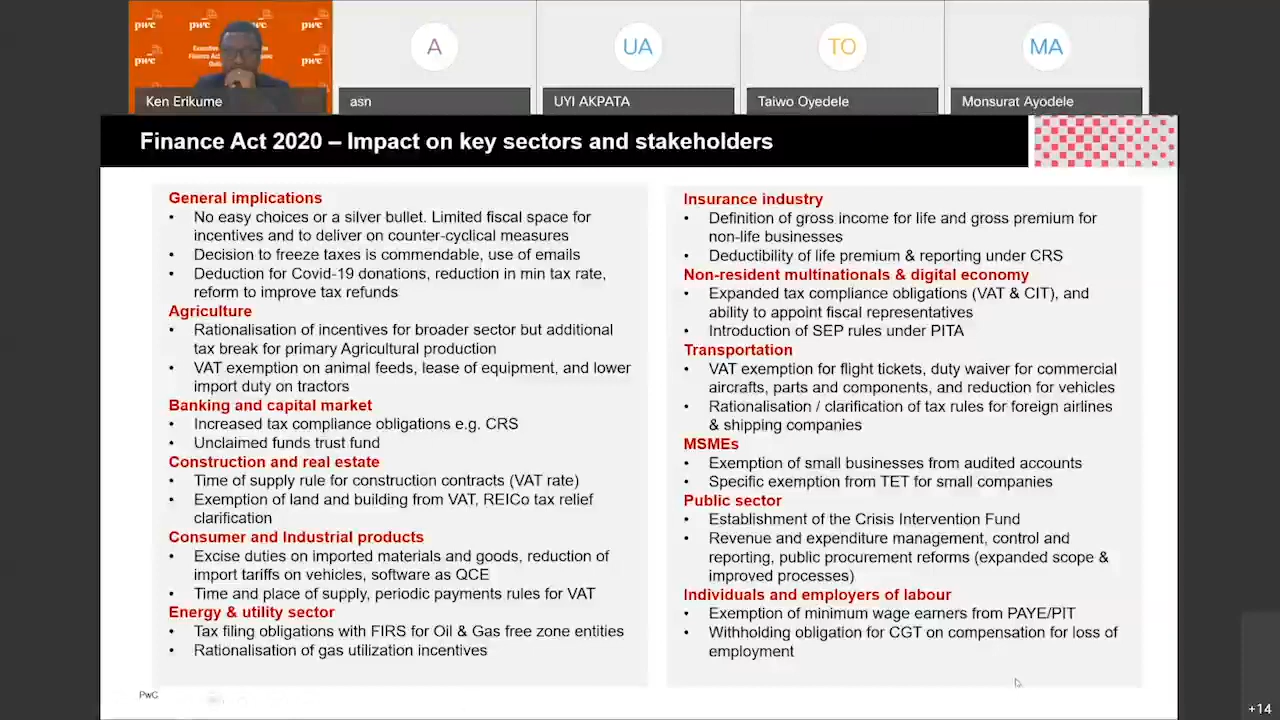 pwc
pwc
pwc
pwc
A
UA
TO
MA
Ken Erikume
asn
UYI AKPATA
Taiwo Oyedele
Monsurat Ayodele
Finance Act 2020 – Impact on key sectors and stakeholders
General implications
• No easy choices or a silver bullet. Limited fiscal space for
incentives and to deliver on counter-cyclical measures
• Decision to freeze taxes is commendable, use of emails
• Deduction for Covid-19 donations, reduction in min tax rate,
reform to improve tax refunds
Agriculture
• Rationalisation of incentives for broader sector but additional
tax break for primary Agricultural production
• VAT exemption on animal feeds, lease of equipment, and lower
import duty on tractors
Banking and capital market
• Increased tax compliance obligations e.g. CRS
• Unclaimed funds trust fund
Construction and real estate
• Time of supply rule for construction contracts (VAT rate)
• Exemption of land and building from VAT, REICo tax relief
clarification
Consumer and Industrial products
• Excise duties on imported materials and goods, reduction of
import tariffs on vehicles, software as QCE
• Time and place of supply, periodic payments rules for VAT
Energy & utility sector
• Tax filing obligations with FIRS for Oil & Gas free zone entities
• Rationalisation of gas utilization incentives
Insurance industry
• Definition of gross income for life and gross premium for
non-life businesses
• Deductibility of life premium & reporting under CRS
Non-resident multinationals & digital economy
• Expanded tax compliance obligations (VAT & CIT), and
ability to appoint fiscal representatives
• Introduction of SEP rules under PITA
Transportation
• VAT exemption for flight tickets, duty waiver for commercial
aircrafts, parts and components, and reduction for vehicles
• Rationalisation / clarification of tax rules for foreign airlines
& shipping companies
MSMEs
• Exemption of small businesses from audited accounts
• Specific exemption from TET for small companies
Public sector
• Establishment of the Crisis Intervention Fund
• Revenue and expenditure management, control and
reporting, public procurement reforms (expanded scope &
improved processes)
Individuals and employers of labour
• Exemption of minimum wage earners from PAYE/PIT
• Withholding obligation for CGT on compensation for loss of
employment
PwC
+14